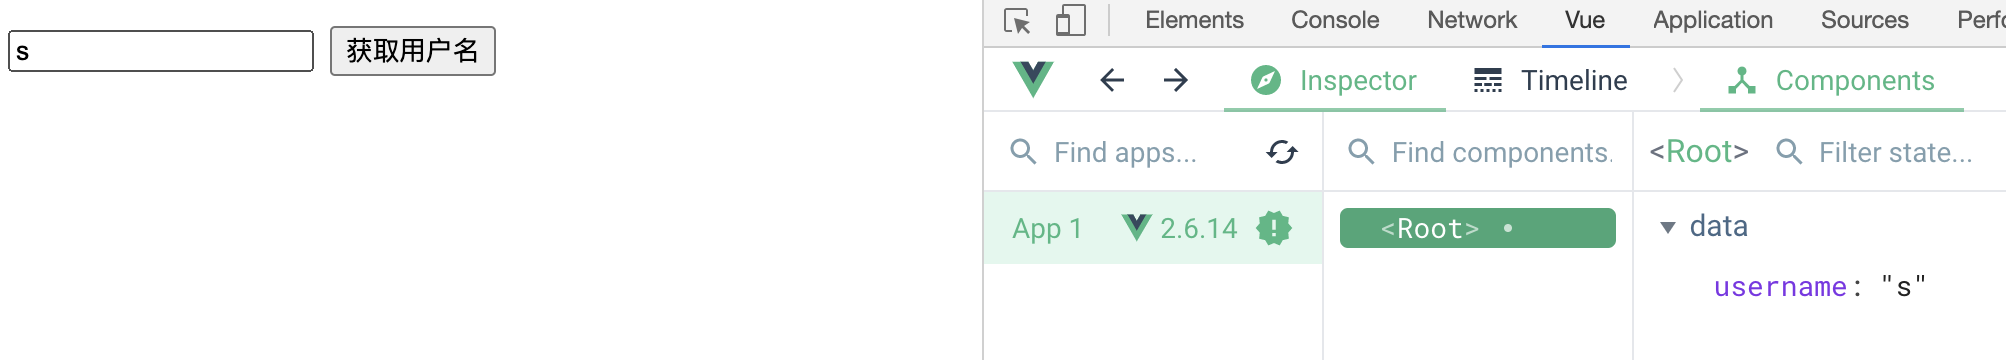 s 获取用户名
Elements Console Network Vue Application Sources Perfo
Inspector Timeline Components
Find apps... Find components. <Root> Filter state...
App 1 2.6.14 <Root> data
username: "s"